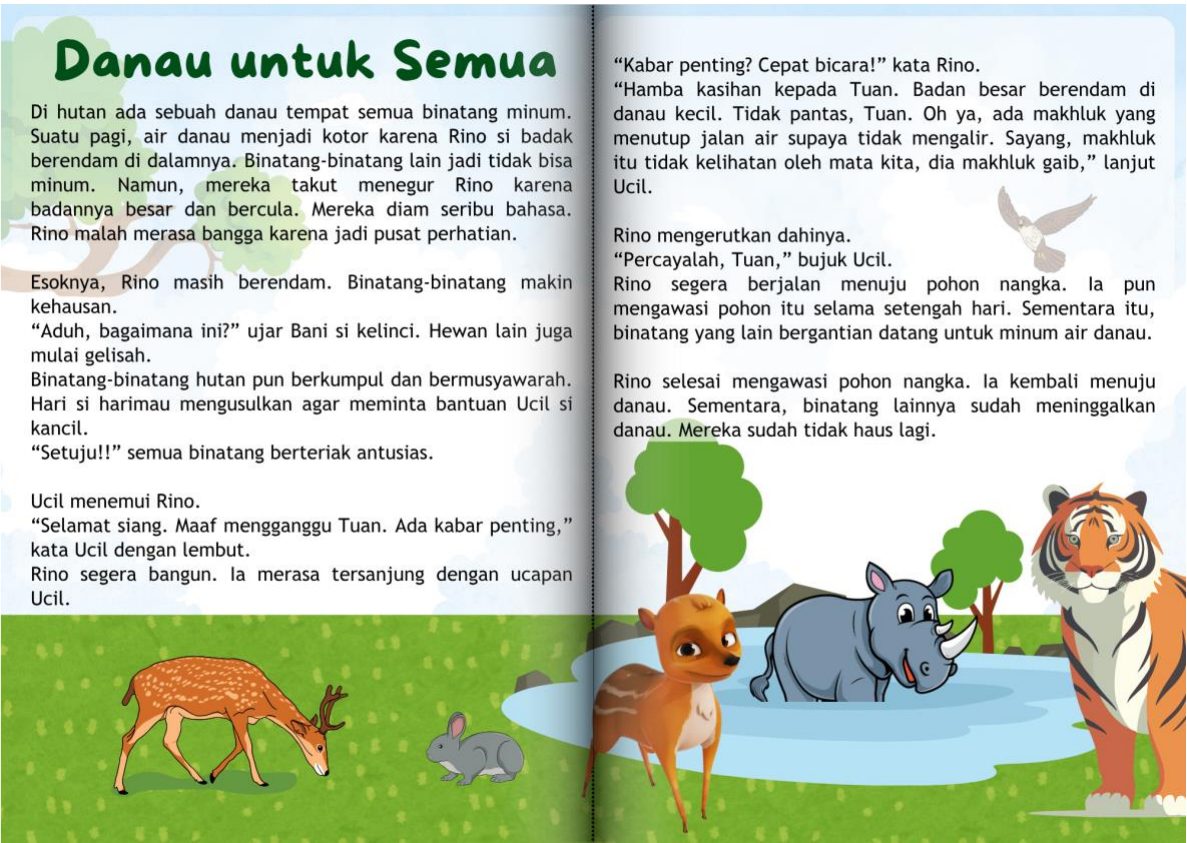 Danau untuk Semua
Di hutan ada sebuah danau tempat semua binatang minum.
Suatu pagi, air danau menjadi kotor karena Rino si badak
berendam di dalamnya. Binatang-binatang lain jadi tidak bisa
minum. Namun, mereka takut menegur Rino karena
badannya besar dan bercula. Mereka diam seribu bahasa.
Rino malah merasa bangga karena jadi pusat perhatian.
Esoknya, Rino masih berendam. Binatang-binatang makin
kehausan.
“Aduh, bagaimana ini?” ujar Bani si kelinci. Hewan lain juga
mulai gelisah.
Binatang-binatang hutan pun berkumpul dan bermusyawarah.
Hari si harimau mengusulkan agar meminta bantuan Ucil si
kancil.
“Setuju!!” semua binatang berteriak antusias.
Ucil menemui Rino.
“Selamat siang. Maaf mengganggu Tuan. Ada kabar penting,”
kata Ucil dengan lembut.
Rino segera bangun. Ia merasa tersanjung dengan ucapan
Ucil.
“Kabar penting? Cepat bicara!” kata Rino.
“Hamba kasihan kepada Tuan. Badan besar berendam di
danau kecil. Tidak pantas, Tuan. Oh ya, ada makhluk yang
menutup jalan air supaya tidak mengalir. Sayang, makhluk
itu tidak kelihatan oleh mata kita, dia makhluk gaib,” lanjut
Ucil.
Rino mengerutkan dahinya.
“Percayalah, Tuan,” bujuk Ucil.
Rino segera berjalan menuju pohon nangka. Ia pun
mengawasi pohon itu selama setengah hari. Sementara itu,
binatang yang lain bergantian datang untuk minum air danau.
Rino selesai mengawasi pohon nangka. Ia kembali menuju
danau. Sementara, binatang lainnya sudah meninggalkan
danau. Mereka sudah tidak haus lagi.